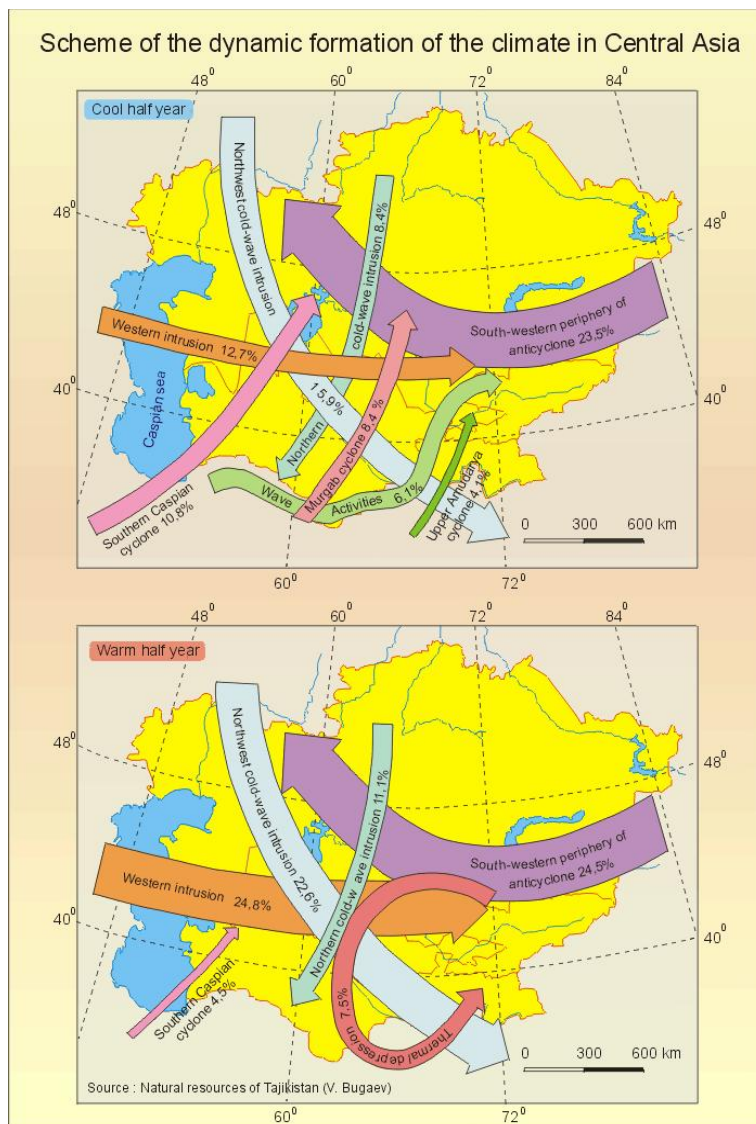 Scheme of the dynamic formation of the climate in Central Asia
48⁰
60⁰
72⁰
84⁰
Cool half year
Northwest cold-wave intrusion
15,9%
Northern
cold-wave intrusion 8,4%
48⁰
48⁰
Western intrusion 12,7%
South-western periphery of
anticyclone 23,5%
40⁰
40⁰
Caspian sea
Southern Caspian
cyclone 10,8%
Wave
Activities 6,1%
Murgab cyclone 8,4 %
Upper Amudarya
cyclone 4,1%
0 300 600 km
60⁰
72⁰
48⁰
60⁰
72⁰
84⁰
Warm half year
Northwest cold-wave intrusion 22,6%
Northern cold-w ave intrusion 11,1%
48⁰
48⁰
Western intrusion 24,8%
South-western periphery of
anticyclone 24,5%
40⁰
40⁰
Southern Caspian
cyclone 4,5%
Thermal depression 7,5%
0 300 600 km
Source : Natural resources of Tajikistan (V. Bugaev)
60⁰
72⁰